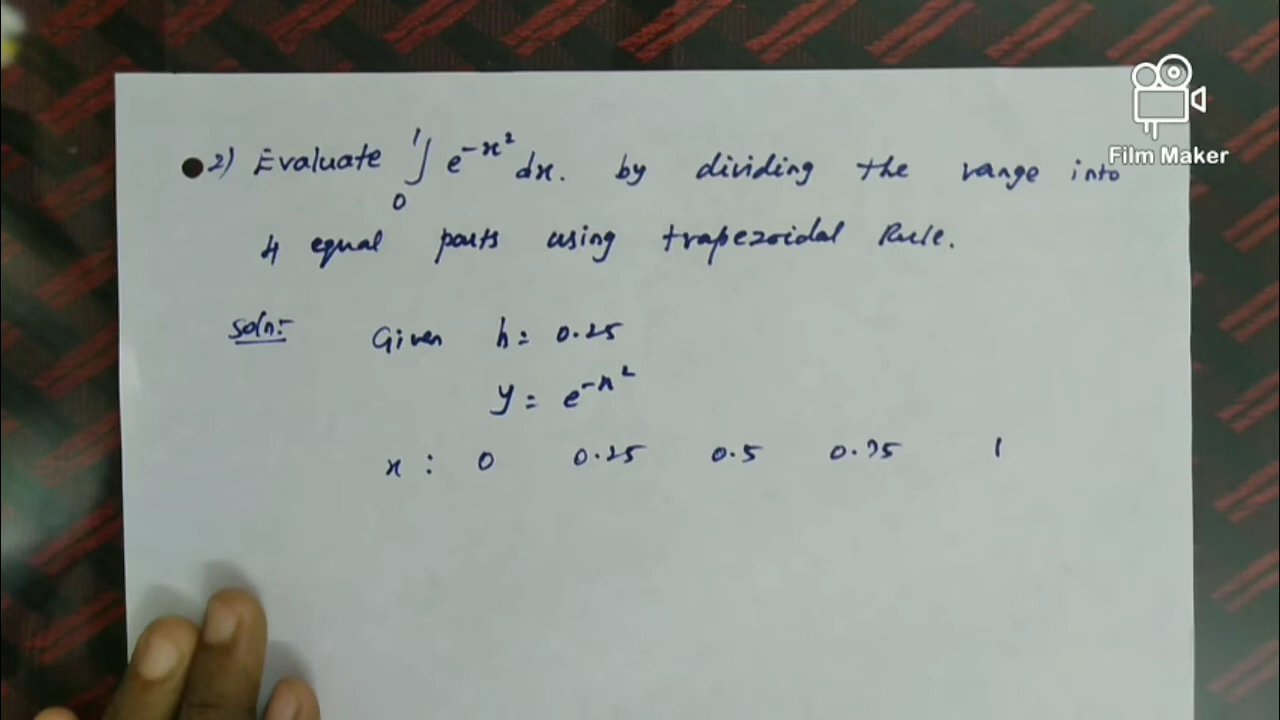 Film Maker
2) Evaluate ∫₀¹ e^{-x²} dx. by dividing the range into
4 equal parts using trapezoidal Rule.
Soln:-
Given h = 0.25
y = e^{-x²}
x : 0 0.25 0.5 0.75 1